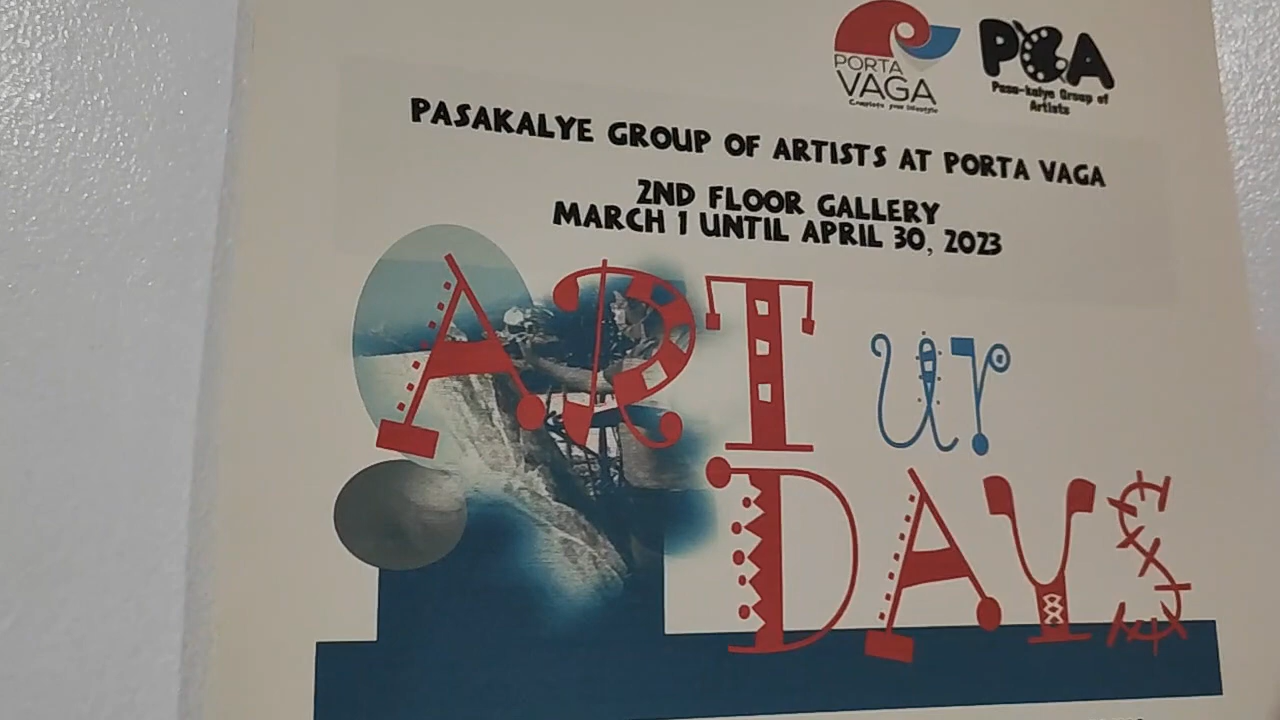 PORTA
VAGA
Complete your lifestyle
PGA
Pasa-kalye Group of
Artists
PASAKALYE GROUP OF ARTISTS AT PORTA VAGA
2ND FLOOR GALLERY
MARCH 1 UNTIL APRIL 30, 2023
ART ur
DAYS